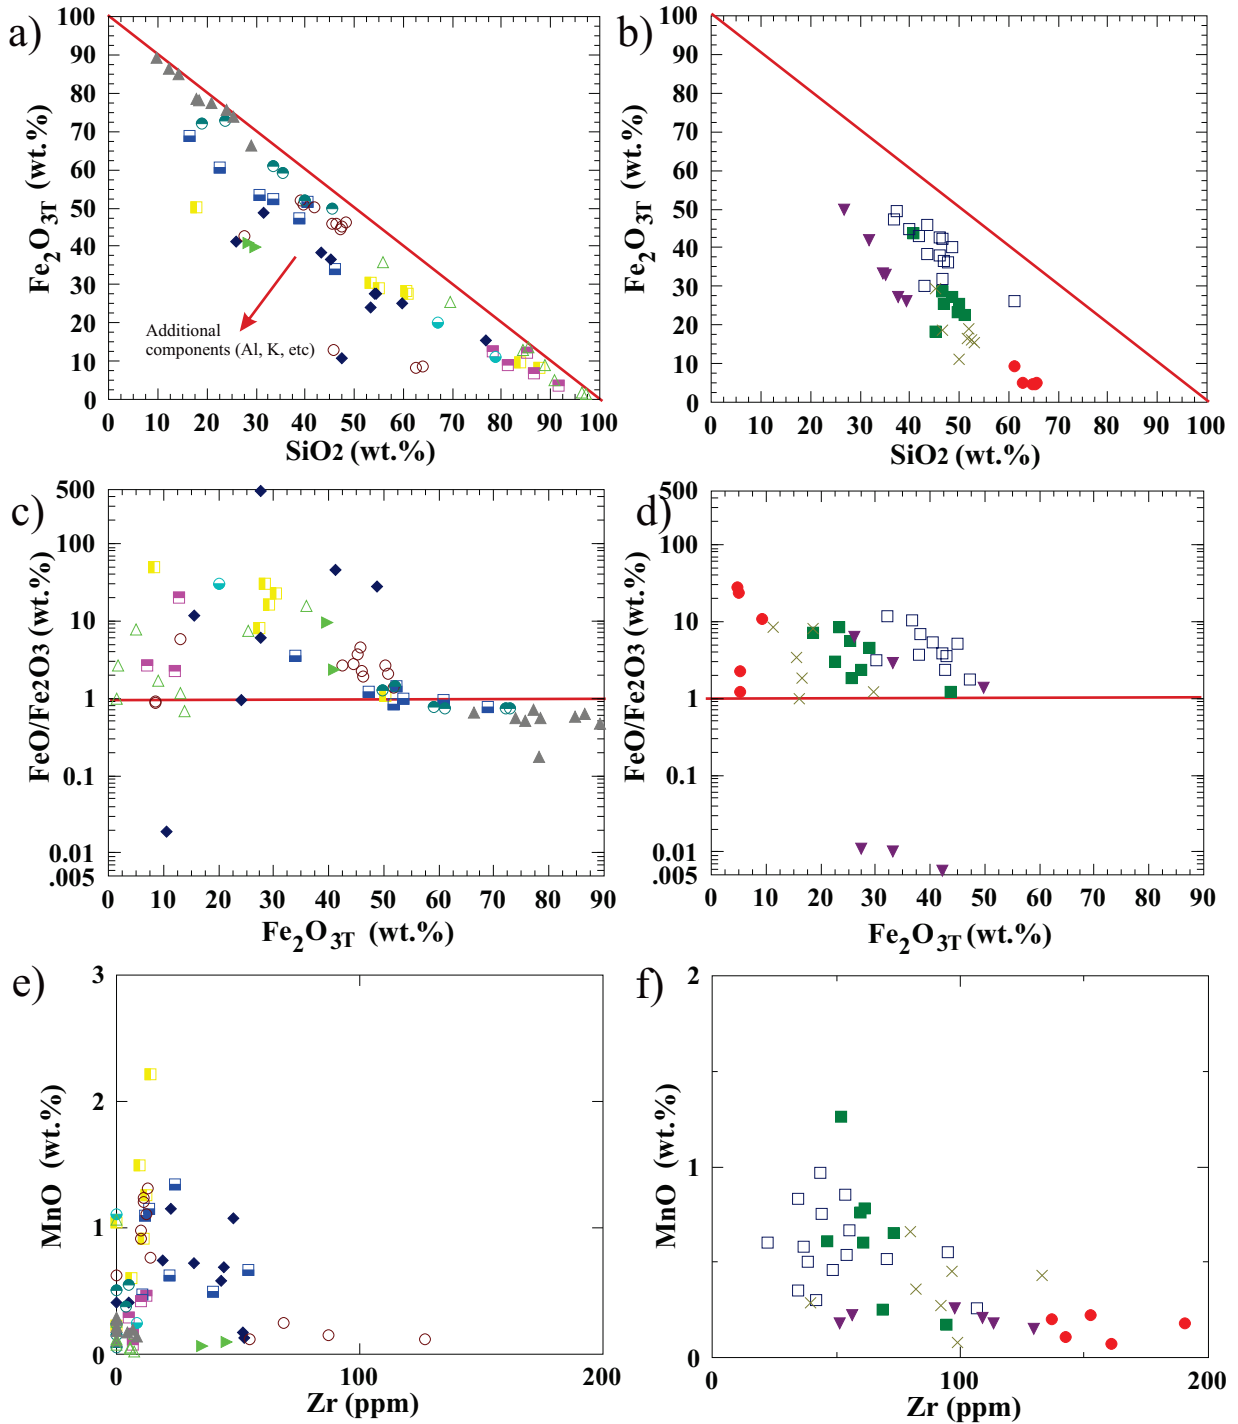 a)
100
90
80
70
60
50
40
30
20
10
0
Fe2O3T (wt.%)
Additional
components (Al, K, etc)
0 10 20 30 40 50 60 70 80 90 100
SiO2 (wt.%)
b)
100
90
80
70
60
50
40
30
20
10
0
Fe2O3T (wt.%)
0 10 20 30 40 50 60 70 80 90 100
SiO2 (wt.%)
c)
500
100
10
1
0.1
0.01
.005
FeO/Fe2O3 (wt.%)
0 10 20 30 40 50 60 70 80 90
Fe2O3T (wt.%)
d)
500
100
10
1
0.1
0.01
.005
FeO/Fe2O3 (wt.%)
0 10 20 30 40 50 60 70 80 90
Fe2O3T (wt.%)
e)
3
2
1
0
MnO (wt.%)
0 100 200
Zr (ppm)
f)
2
1
0
MnO (wt.%)
0 100 200
Zr (ppm)